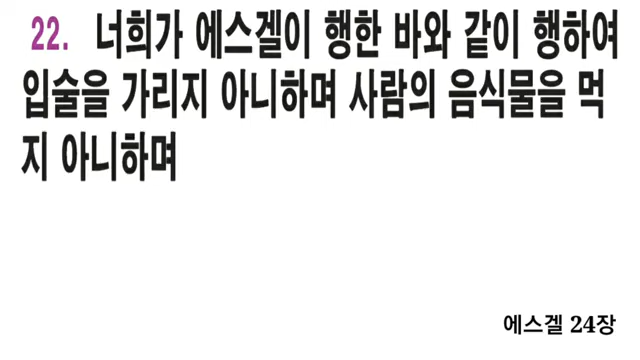 22. 너희가 에스겔이 행한 바와 같이 행하여
입술을 가리지 아니하며 사람의 음식물을 먹
지 아니하며
에스겔 24장